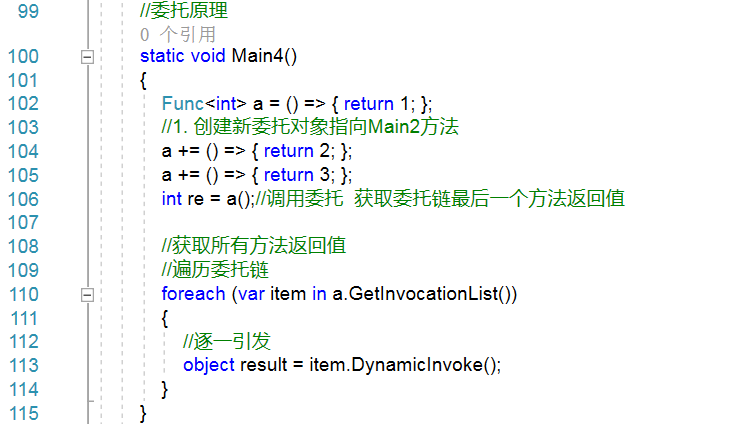 99 //委托原理
0 个引用
100 static void Main4()
101 {
102 Func<int> a = () => { return 1; };
103 //1. 创建新委托对象指向Main2方法
104 a += () => { return 2; };
105 a += () => { return 3; };
106 int re = a();//调用委托 获取委托链最后一个方法返回值
107
108 //获取所有方法返回值
109 //遍历委托链
110 foreach (var item in a.GetInvocationList())
111 {
112 //逐一引发
113 object result = item.DynamicInvoke();
114 }
115 }